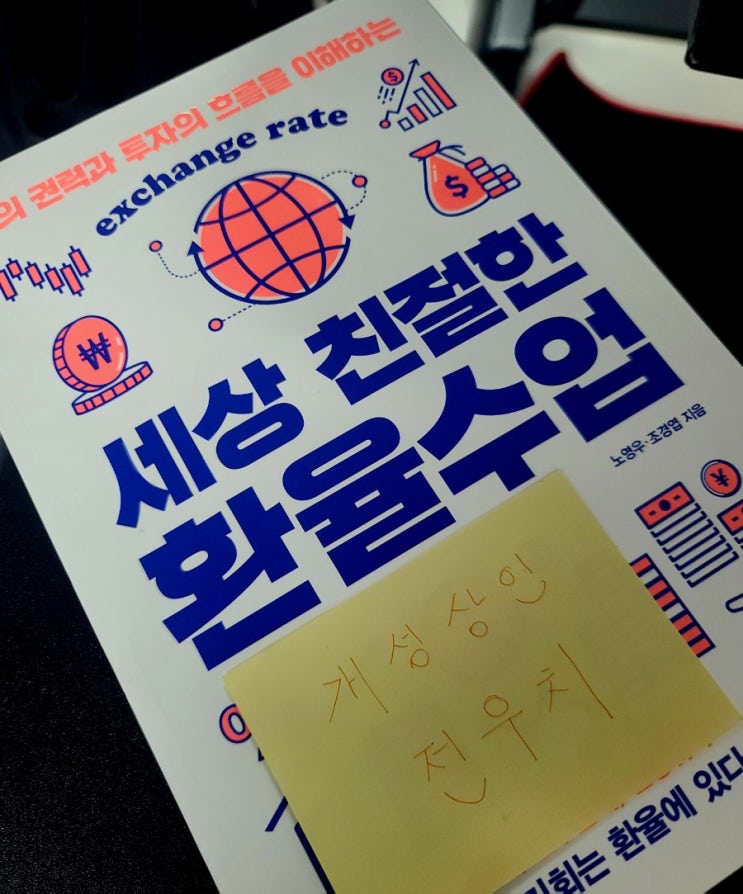 의 권력과 투자의 흐름을 이해하는
exchange rate
$
$
₩
세상 친절한
환율수업
노영우·조경엽 지음
개성상인
전우치
회는 환율에 있다